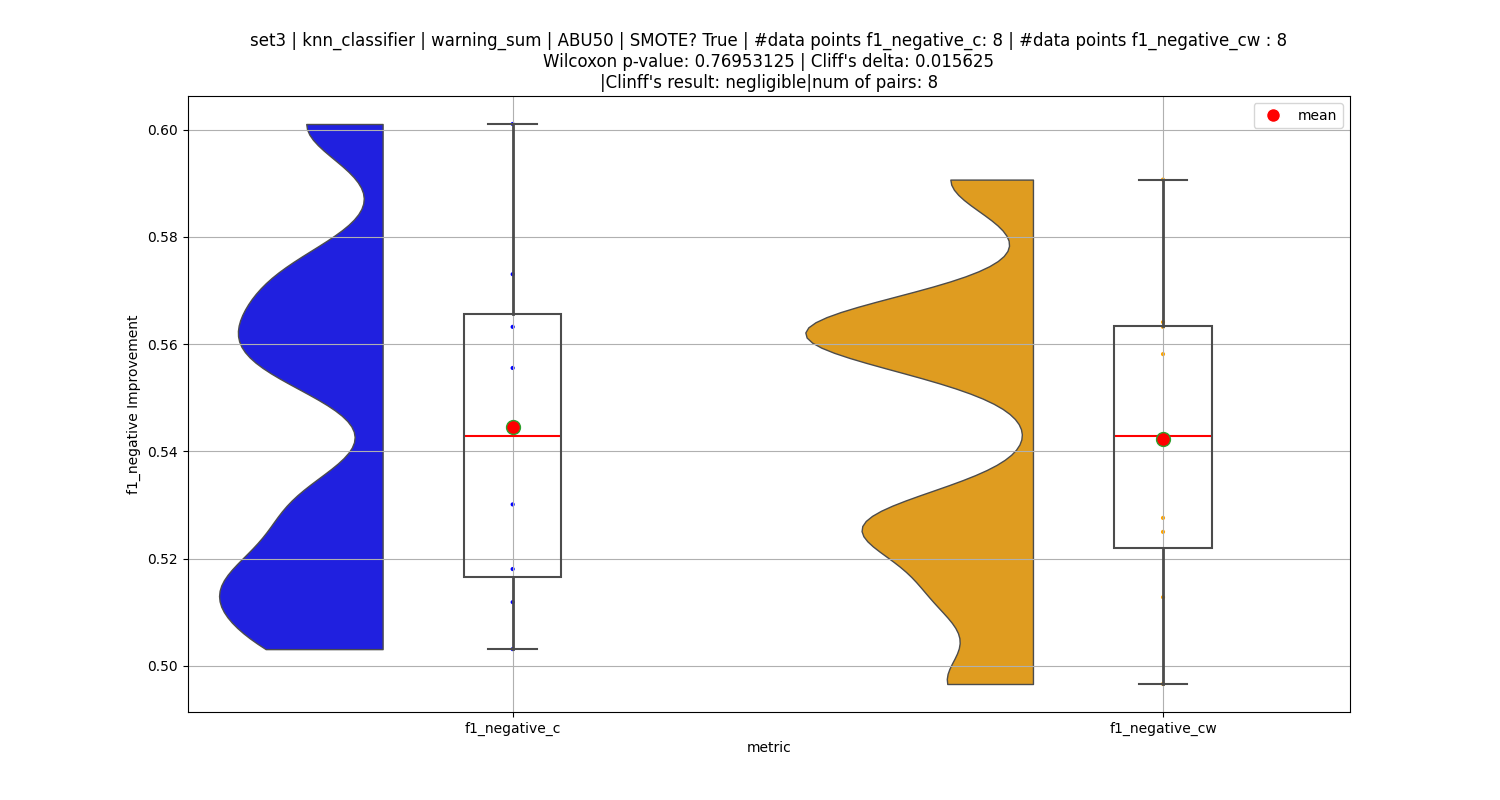 set3 | knn_classifier | warning_sum | ABU50 | SMOTE? True | #data points f1_negative_c: 8 | #data points f1_negative_cw : 8
Wilcoxon p-value: 0.76953125 | Cliff's delta: 0.015625
|Clinff's result: negligible|num of pairs: 8
mean
0.60
0.58
0.56
0.54
0.52
0.50
f1_negative Improvement
f1_negative_c
f1_negative_cw
metric